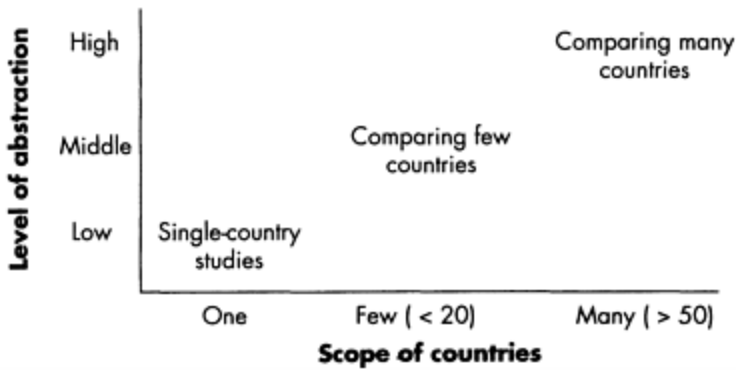 High
Comparing many
countries
Middle
Comparing few
countries
Low
Single-country
studies
Level of abstraction
One
Few ( < 20)
Many ( > 50)
Scope of countries